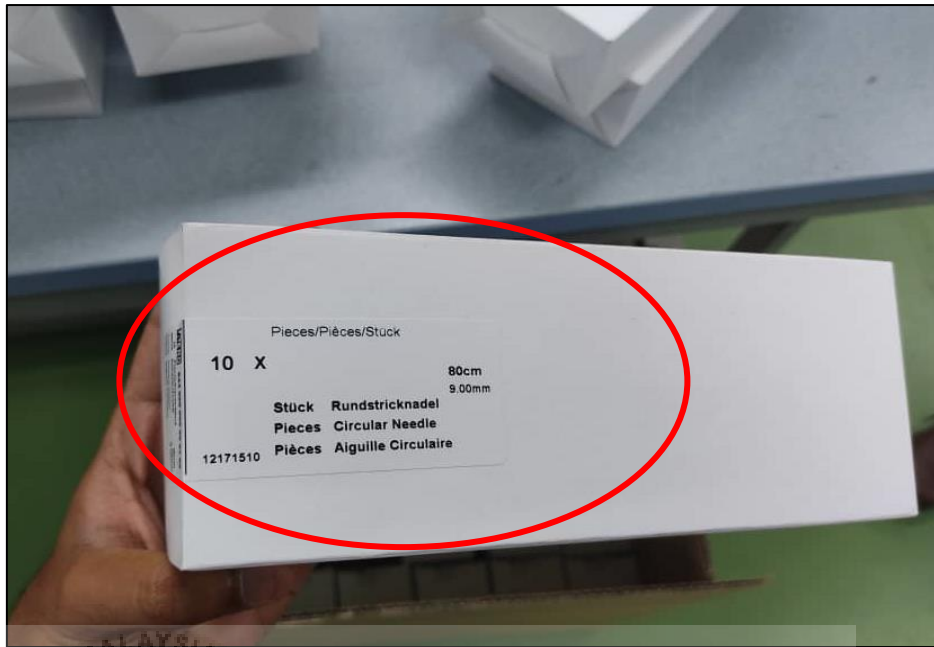 Pieces/Pièces/Stück
10 X
80cm
9.00mm
Stück Rundstricknadel
Pieces Circular Needle
Pièces Aiguille Circulaire
12171510